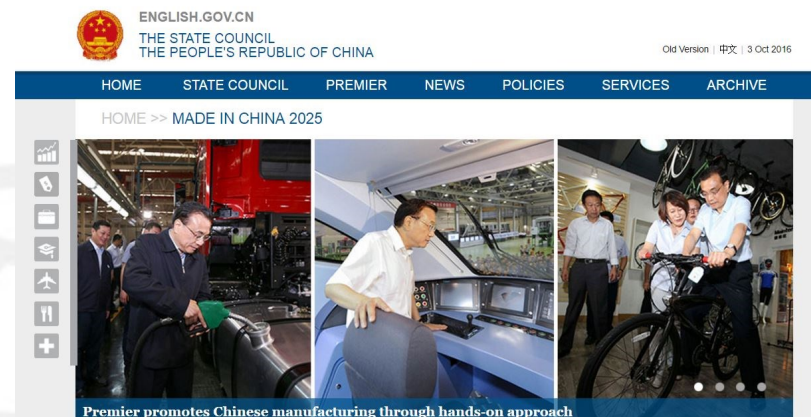 ENGLISH.GOV.CN
THE STATE COUNCIL
THE PEOPLE'S REPUBLIC OF CHINA
Old Version | 中文 | 3 Oct 2016
HOME STATE COUNCIL PREMIER NEWS POLICIES SERVICES ARCHIVE
HOME >> MADE IN CHINA 2025
Premier promotes Chinese manufacturing through hands-on approach